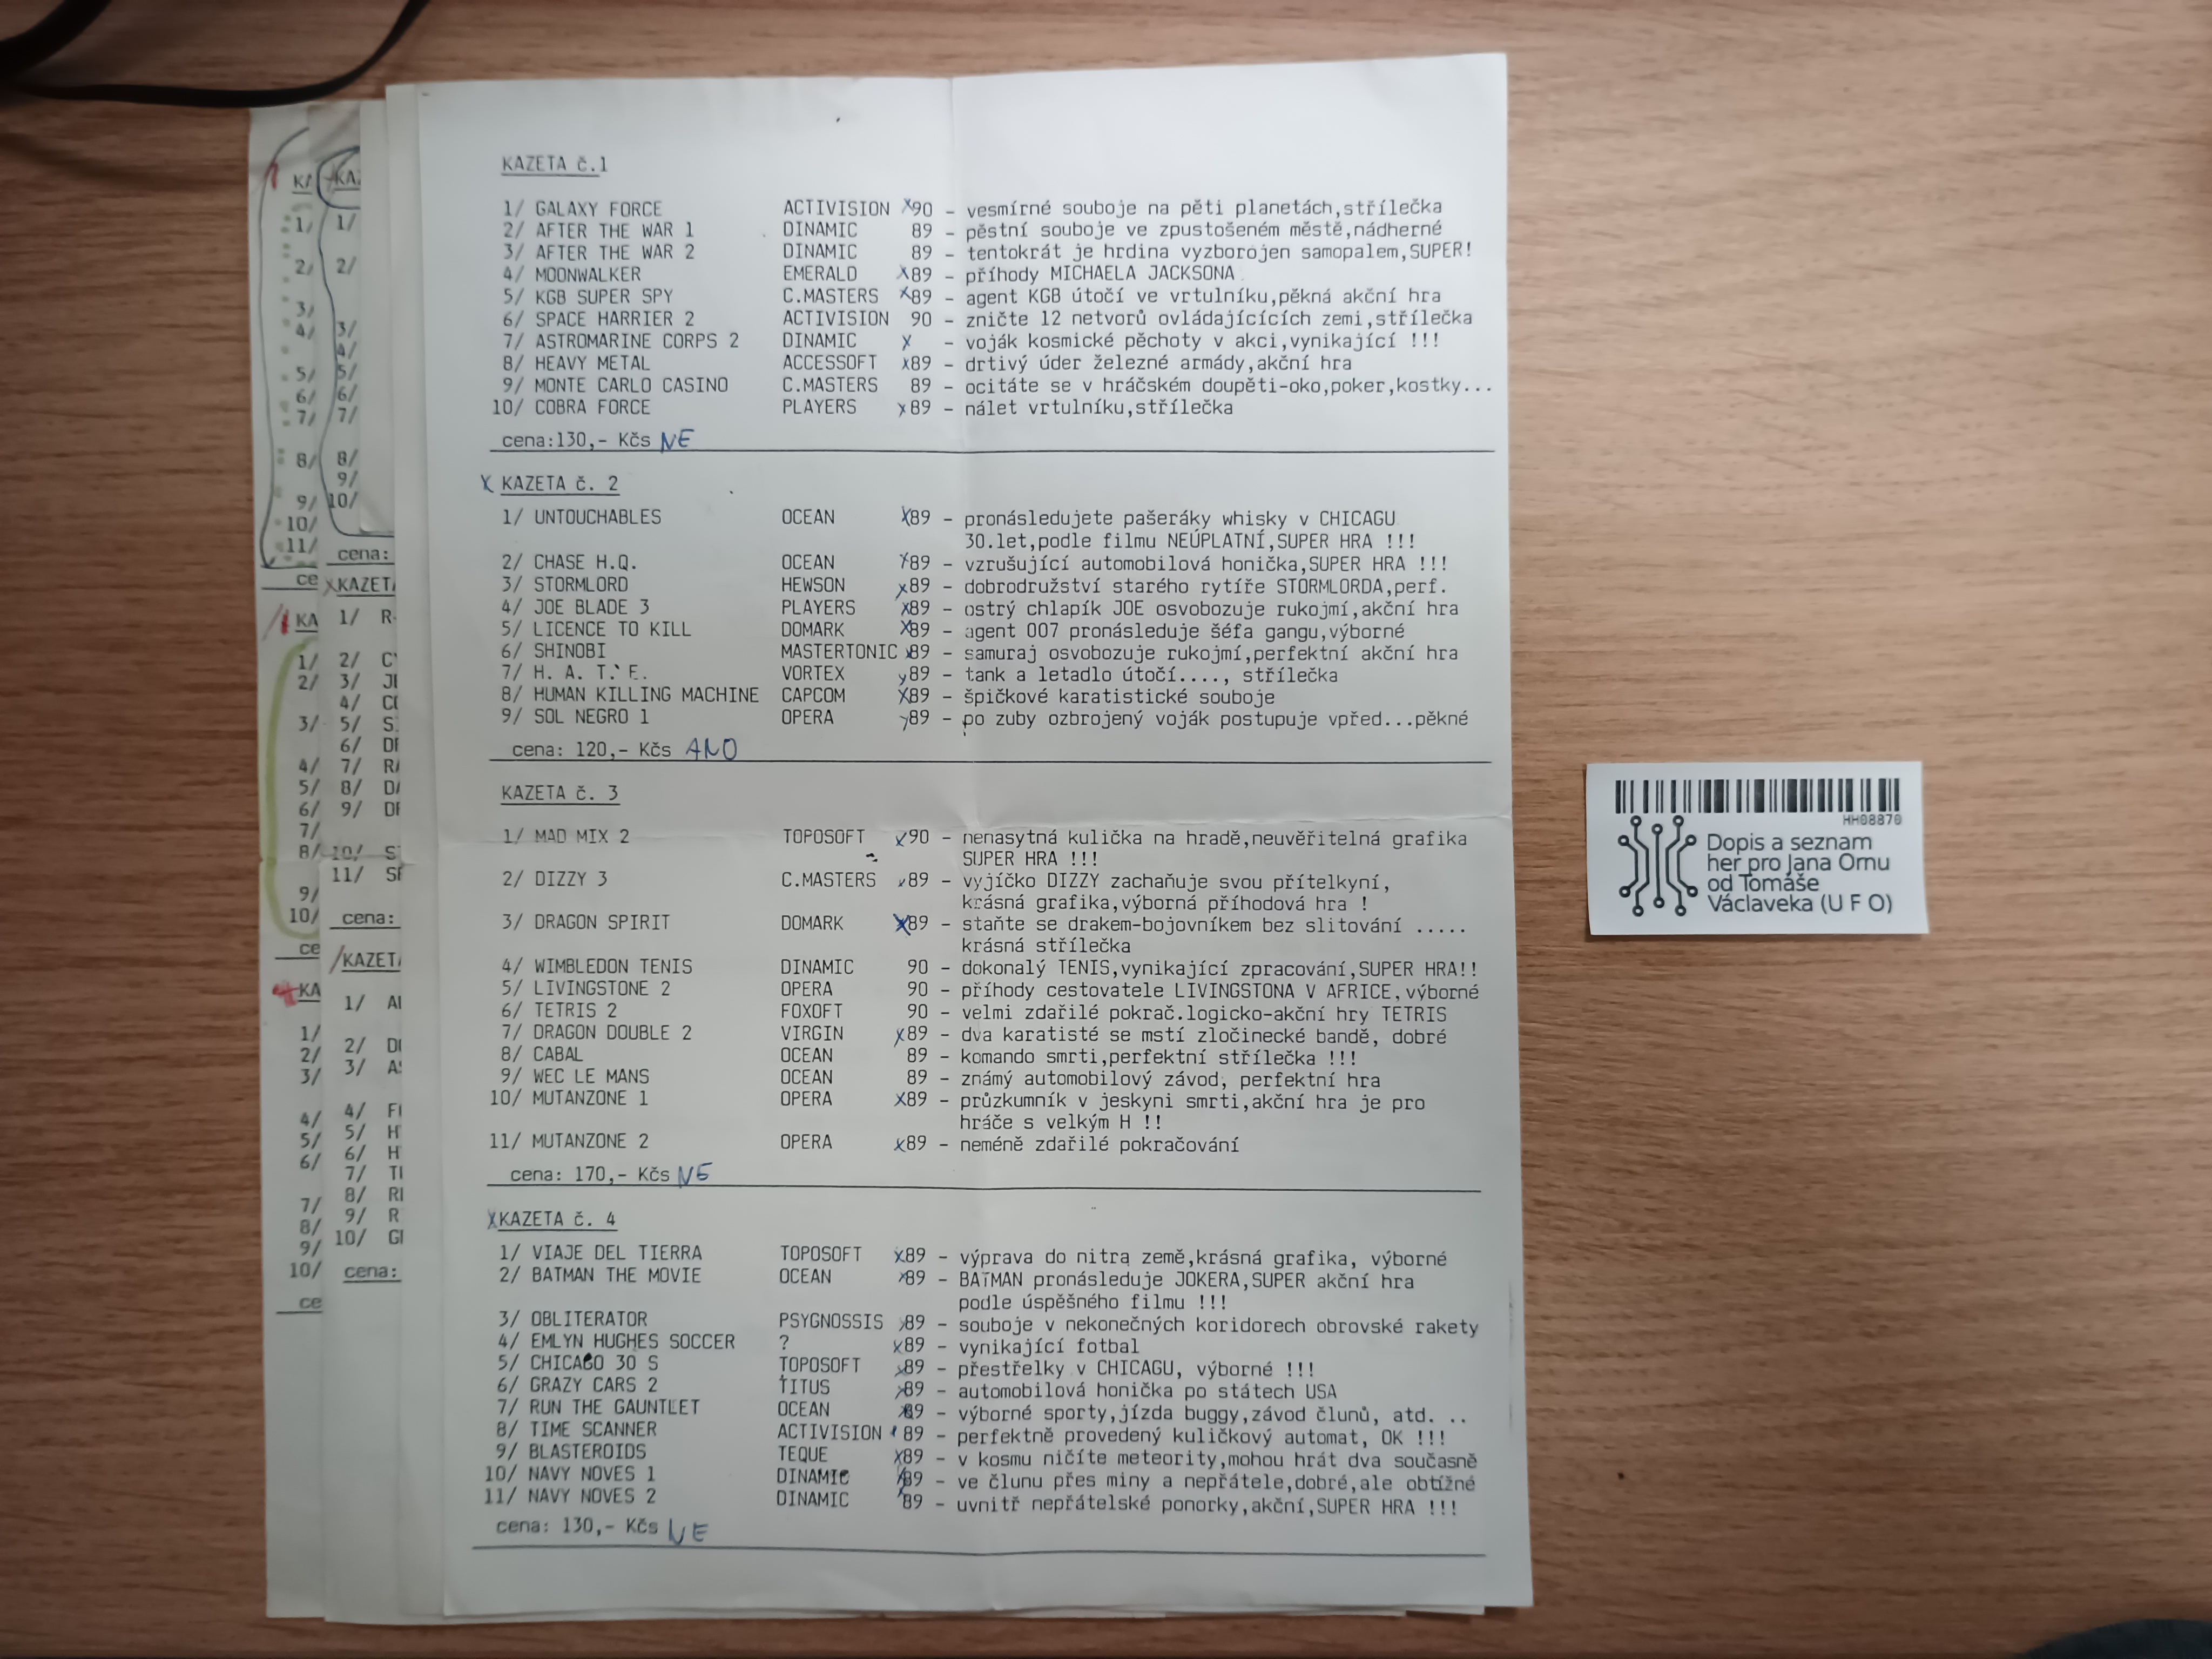 KAZETA č.1
1/ GALAXY FORCE ACTIVISION x90 - vesmírné souboje na pěti planetách,střílečka
2/ AFTER THE WAR 1 DINAMIC 89 - pěstní souboje ve zpustošeném městě,nádherné
3/ AFTER THE WAR 2 DINAMIC 89 - tentokrát je hrdina vyzborojen samopalem,SUPER!
4/ MOONWALKER EMERALD x89 - příhody MICHAELA JACKSONA
5/ KGB SUPER SPY C.MASTERS x89 - agent KGB útočí ve vrtulníku,pěkná akční hra
6/ SPACE HARRIER 2 ACTIVISION 90 - zničte 12 netvorů ovládajícících zemi,střílečka
7/ ASTROMARINE CORPS 2 DINAMIC x - voják kosmické pěchoty v akci,vynikající !!!
8/ HEAVY METAL ACCESSOFT x89 - drtivý úder železné armády,akční hra
9/ MONTE CARLO CASINO C.MASTERS 89 - ocitáte se v hráčském doupěti-oko,poker,kostky...
10/ COBRA FORCE PLAYERS x89 - nálet vrtulníku,střílečka
cena:130,- Kčs NE
X KAZETA č. 2
1/ UNTOUCHABLES OCEAN x89 - pronásledujete pašeráky whisky v CHICAGU
30.let,podle filmu NEÚPLATNÍ,SUPER HRA !!!
2/ CHASE H.Q. OCEAN x89 - vzrušující automobilová honička,SUPER HRA !!!
3/ STORMLORD HEWSON x89 - dobrodružství starého rytíře STORMLORDA,perf.
4/ JOE BLADE 3 PLAYERS x89 - ostrý chlapík JOE osvobozuje rukojmí,akční hra
5/ LICENCE TO KILL DOMARK x89 - agent 007 pronásleduje šéfa gangu,výborné
6/ SHINOBI MASTERTONIC x89 - samuraj osvobozuje rukojmí,perfektní akční hra
7/ H. A. T. E. VORTEX x89 - tank a letadlo útočí...., střílečka
8/ HUMAN KILLING MACHINE CAPCOM x89 - špičkové karatistické souboje
9/ SOL NEGRO 1 OPERA x89 - po zuby ozbrojený voják postupuje vpřed...pěkné
cena: 120,- Kčs ANO
KAZETA č. 3
1/ MAD MIX 2 TOPOSOFT x90 - nenasytná kulička na hradě,neuvěřitelná grafika
SUPER HRA !!!
2/ DIZZY 3 C.MASTERS x89 - vyjíčko DIZZY zachaňuje svou přítelkyní,
krásná grafika,výborná příhodová hra !
3/ DRAGON SPIRIT DOMARK x89 - staňte se drakem-bojovníkem bez slitování .....
krásná střílečka
4/ WIMBLEDON TENIS DINAMIC 90 - dokonalý TENIS,vynikající zpracování,SUPER HRA!!
5/ LIVINGSTONE 2 OPERA 90 - příhody cestovatele LIVINGSTONA V AFRICE,výborné
6/ TETRIS 2 FOXOFT 90 - velmi zdařilé pokrač.logicko-akční hry TETRIS
7/ DRAGON DOUBLE 2 VIRGIN x89 - dva karatisté se mstí zločinecké bandě, dobré
8/ CABAL OCEAN 89 - komando smrti,perfektní střílečka !!!
9/ WEC LE MANS OCEAN 89 - známý automobilový závod, perfektní hra
10/ MUTANZONE 1 OPERA x89 - průzkumník v jeskyni smrti,akční hra je pro
hráče s velkým H !!
11/ MUTANZONE 2 OPERA x89 - neméně zdařilé pokračování
cena: 170,- Kčs NE
X KAZETA č. 4
1/ VIAJE DEL TIERRA TOPOSOFT x89 - výprava do nitra země,krásná grafika, výborné
2/ BATMAN THE MOVIE OCEAN x89 - BATMAN pronásleduje JOKERA,SUPER akční hra
podle úspěšného filmu !!!
3/ OBLITERATOR PSYGNOSSIS x89 - souboje v nekonečných koridorech obrovské rakety
4/ EMLYN HUGHES SOCCER ? x89 - vynikající fotbal
5/ CHICAGO 30 S TOPOSOFT x89 - přestřelky v CHICAGU, výborné !!!
6/ GRAZY CARS 2 TITUS x89 - automobilová honička po státech USA
7/ RUN THE GAUNTLET OCEAN x89 - výborné sporty,jízda buggy,závod člunů, atd. ..
8/ TIME SCANNER ACTIVISION 89 - perfektně provedený kuličkový automat, OK !!!
9/ BLASTEROIDS TEQUE x89 - v kosmu ničíte meteority,mohou hrát dva současně
10/ NAVY NOVES 1 DINAMIC x89 - ve člunu přes miny a nepřátele,dobré,ale obtížné
11/ NAVY NOVES 2 DINAMIC x89 - uvnitř nepřátelské ponorky,akční,SUPER HRA !!!
cena: 130,- Kčs NE
HH08870
Dopis a seznam
her pro Jana Ornu
od Tomáše
Václaveka (U F O)